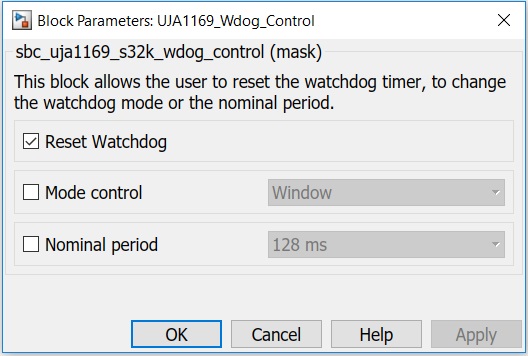 Block Parameters: UJA1169_Wdog_Control
sbc_uja1169_s32k_wdog_control (mask)
This block allows the user to reset the watchdog timer, to change
the watchdog mode or the nominal period.
Reset Watchdog
Mode control Window
Nominal period 128 ms
OK Cancel Help Apply